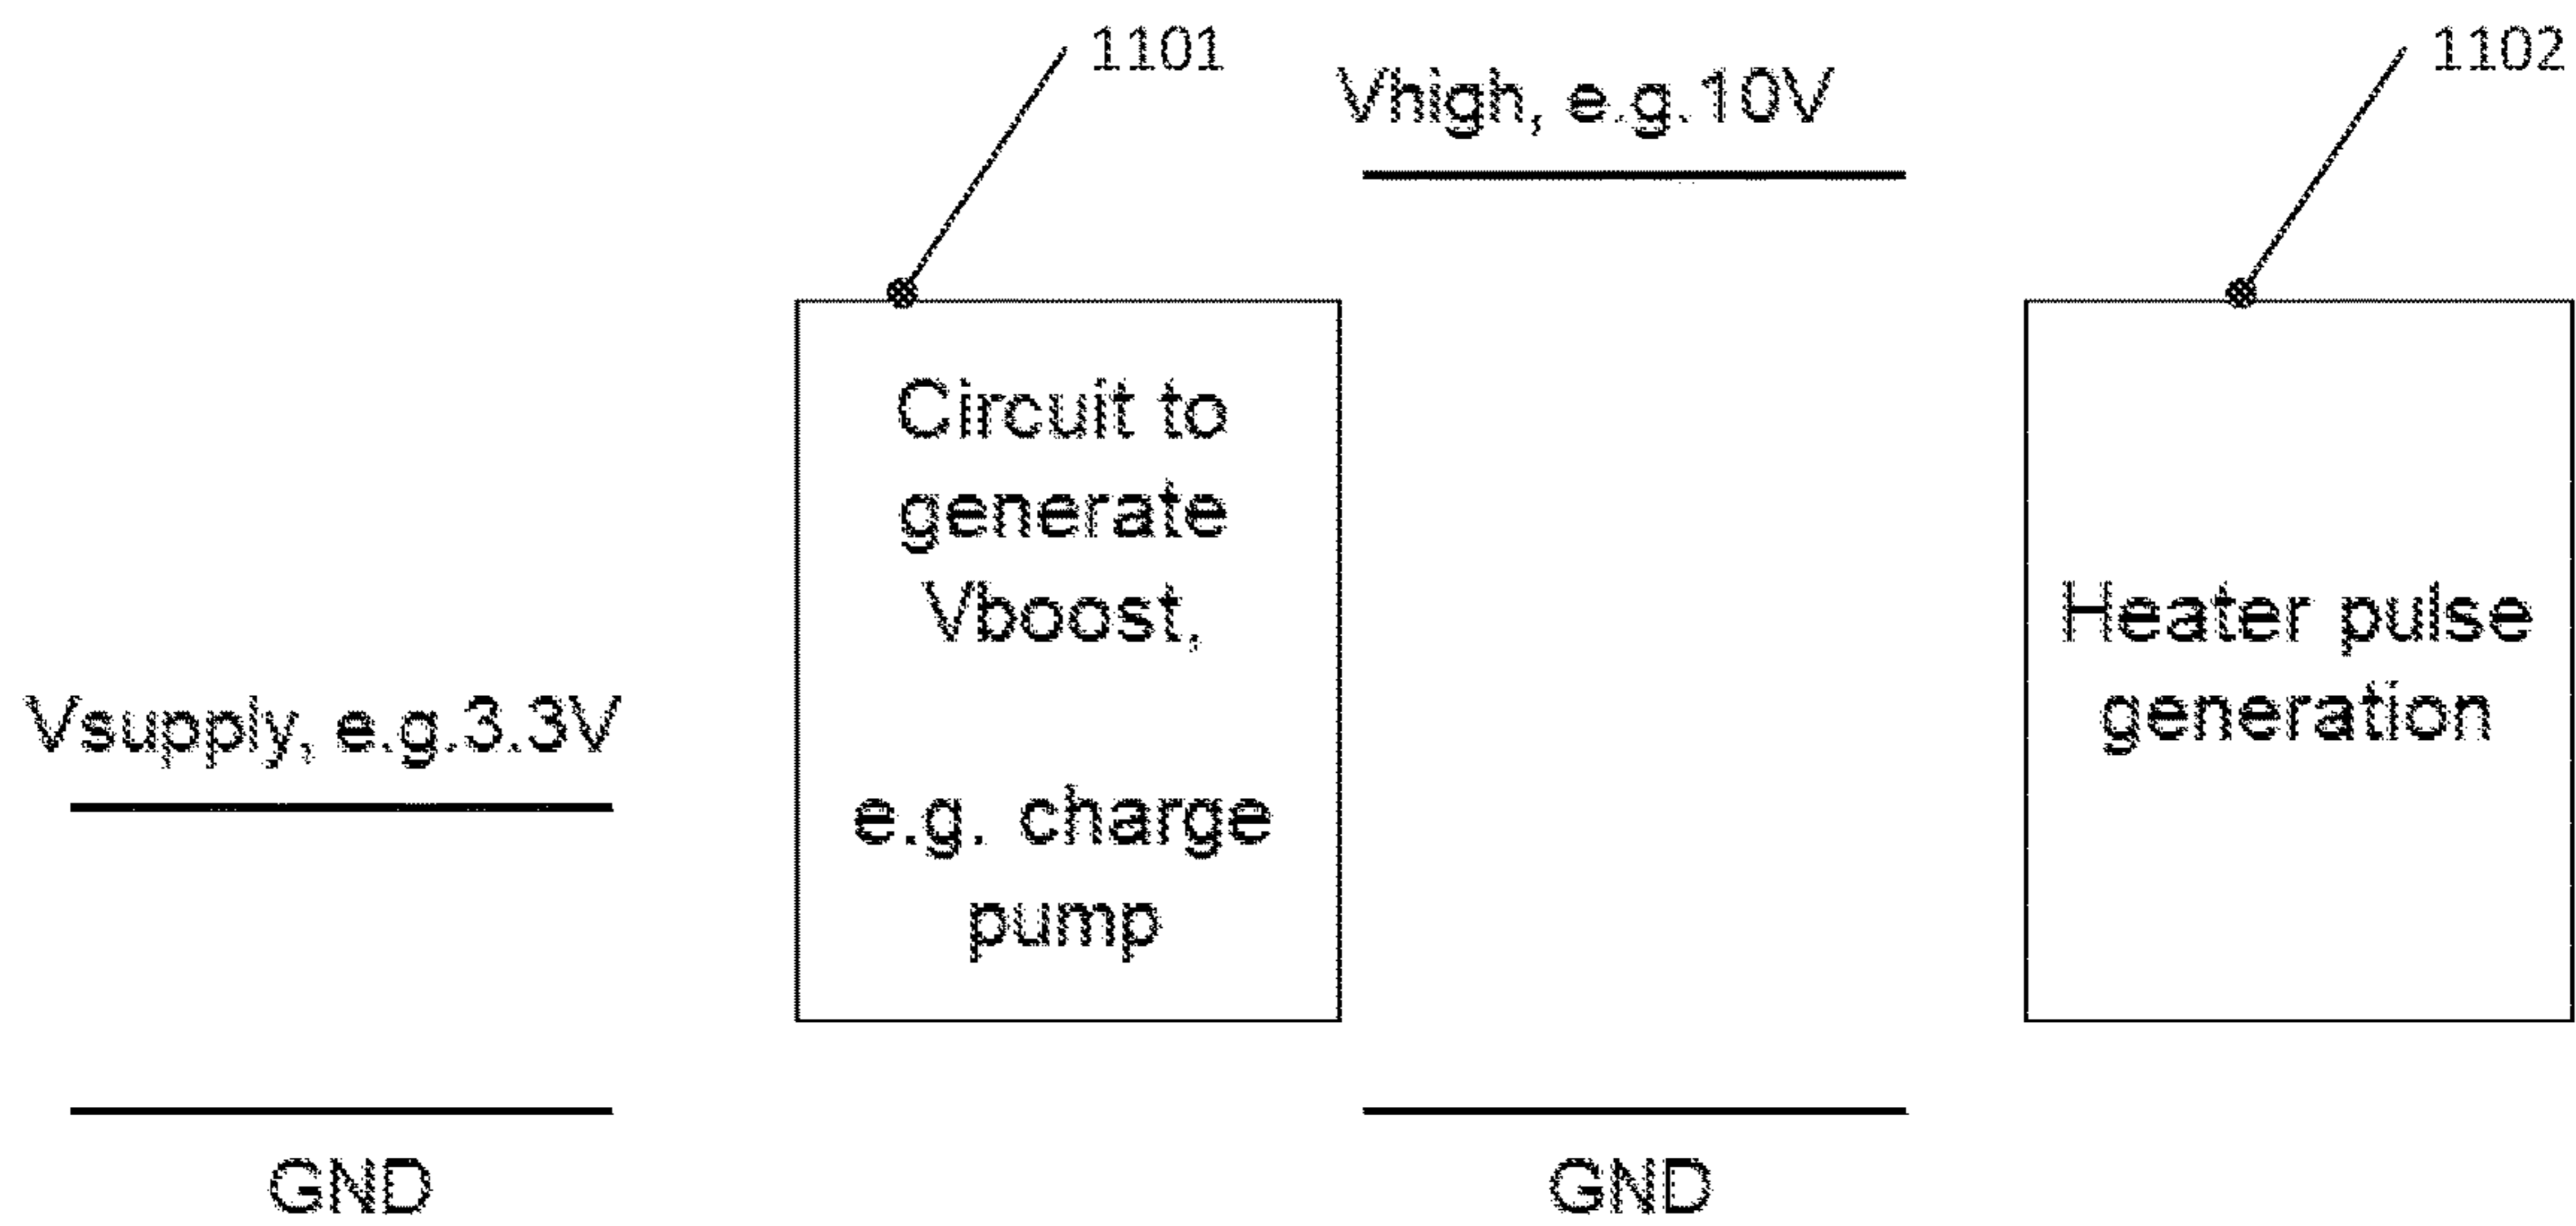 1101
1102
Vhigh, e.g.10V
Circuit to
generate
Vboost,
e.g. charge
pump
Heater pulse
generation
Vsupply, e.g.3.3V
GND
GND